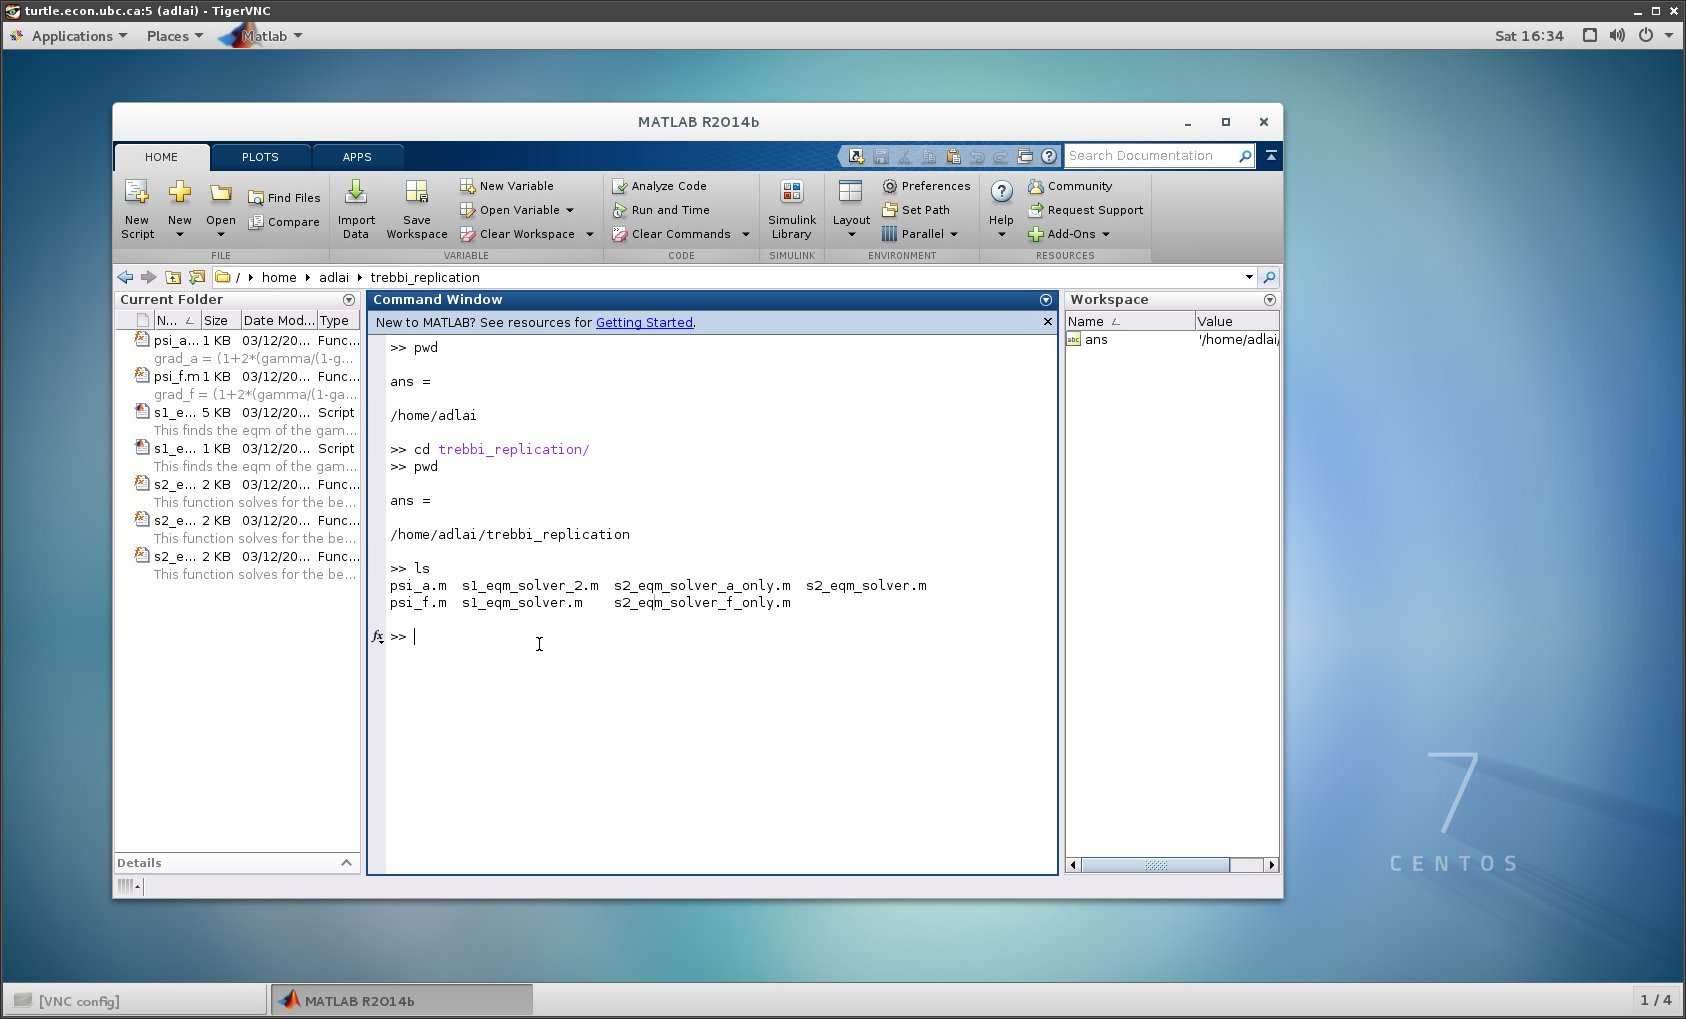 turtle.econ.ubc.ca:5 (adlai) - TigerVNC
Applications Places Matlab Sat 16:34
MATLAB R2014b
HOME PLOTS APPS Search Documentation
New Script
New
Open
Find Files
Compare
FILE
Import Data
Save Workspace
New Variable
Open Variable
Clear Workspace
VARIABLE
Analyze Code
Run and Time
Clear Commands
CODE
Simulink Library
SIMULINK
Layout
Preferences
Set Path
Parallel
ENVIRONMENT
Help
Community
Request Support
Add-Ons
RESOURCES
/ home adlai trebbi_replication
Current Folder
N... Size Date Mod... Type
psi_a... 1 KB 03/12/20... Func...
grad_a = (1+2*(gamma/(1-g...
psi_f.m 1 KB 03/12/20... Func...
grad_f = (1+2*(gamma/(1-ga...
s1_e... 5 KB 03/12/20... Script
This finds the eqm of the gam...
s1_e... 1 KB 03/12/20... Script
This finds the eqm of the gam...
s2_e... 2 KB 03/12/20... Func...
This function solves for the be...
s2_e... 2 KB 03/12/20... Func...
This function solves for the be...
s2_e... 2 KB 03/12/20... Func...
This function solves for the be...
Details
Command Window
New to MATLAB? See resources for Getting Started.
>> pwd
ans =
/home/adlai
>> cd trebbi_replication/
>> pwd
ans =
/home/adlai/trebbi_replication
>> ls
psi_a.m s1_eqm_solver_2.m s2_eqm_solver_a_only.m s2_eqm_solver.m
psi_f.m s1_eqm_solver.m s2_eqm_solver_f_only.m
fx >>
Workspace
Name Value
abc ans '/home/adlai/
7
CENTOS
[VNC config] MATLAB R2014b 1 / 4